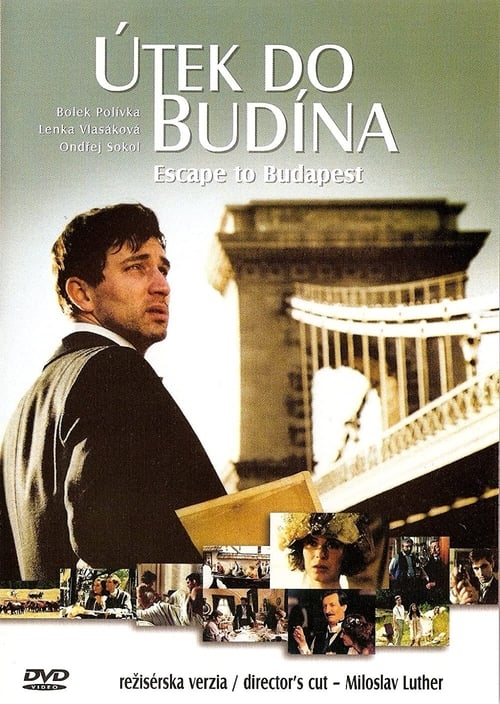 ÚTEK DO
BUDÍNA
Bolek Polívka
Lenka Vlasáková
Ondřej Sokol
Escape to Budapest
DVD
VIDEO
režisérska verzia / director's cut – Miloslav Luther